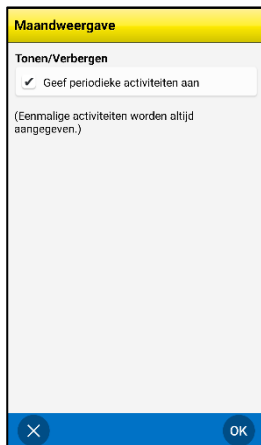 Maandweergave
Tonen/Verbergen
Geef periodieke activiteiten aan
(Eenmalige activiteiten worden altijd
aangegeven.)
OK